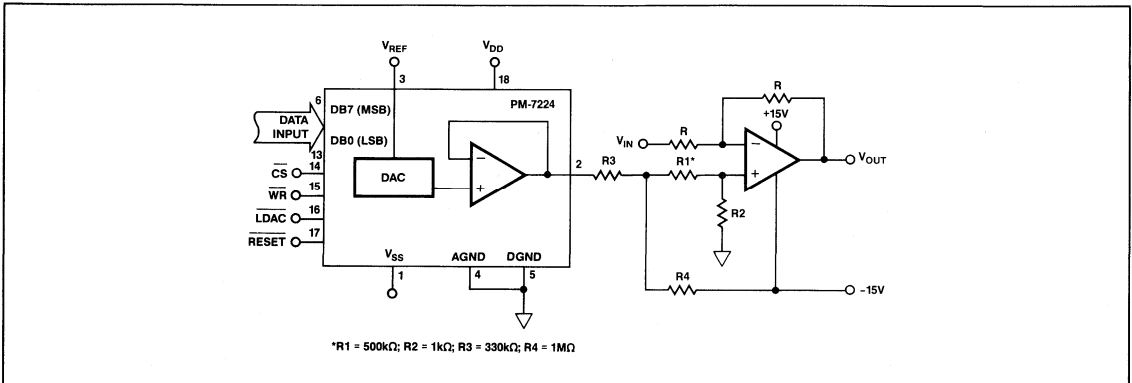 VREF
VDD
3
18
PM-7224
6
DB7 (MSB)
DATA
INPUT
DB0 (LSB)
13
14
CS
15
WR
16
LDAC
17
RESET
DAC
−
+
2
VSS
1
AGND
4
DGND
5
R3
R1*
R2
R4
VIN
R
R
+15V
−
+
VOUT
−15V
*R1 = 500kΩ; R2 = 1kΩ; R3 = 330kΩ; R4 = 1MΩ